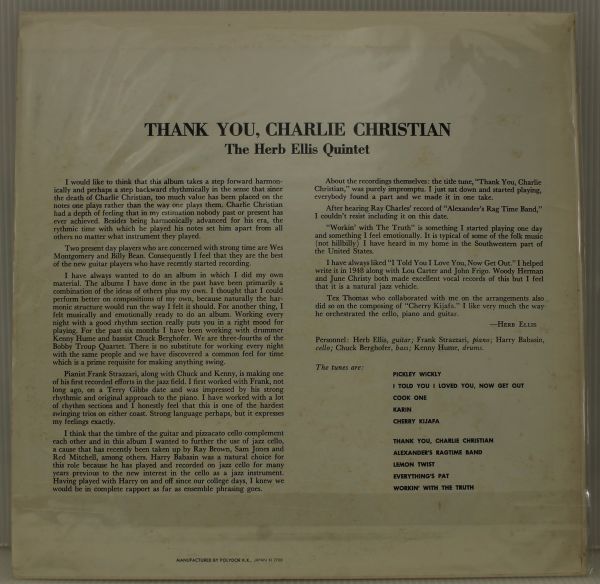 THANK YOU, CHARLIE CHRISTIAN
The Herb Ellis Quintet
I would like to think that this album takes a step forward harmon-
ically and perhaps a step backward rhythmically in the sense that since
the death of Charlie Christian, too much value has been placed on the
notes one plays rather than the way one plays them. Charlie Christian
had a depth of feeling that in my estimation nobody past or present has
ever achieved. Besides being harmonically advanced for his era, the
rythmic time with which he played his notes set him apart from all
others no matter what instrument they played.
Two present day players who are concerned with strong time are Wes
Montgomery and Billy Bean. Consequently I feel that they are the best
of the new guitar players who have recently started recording.
I have always wanted to do an album in which I did my own
material. The albums I have done in the past have been primarily a
combination of the ideas of others plus my own. I thought that I could
perform better on compositions of my own, because naturally the har-
monic structure would run the way I felt it should. For another thing, I
felt musically and emotionally ready to do an album. Working every
night with a good rhythm section really puts you in a right mood for
playing. For the past six months I have been working with drummer
Kenny Hume and bassist Chuck Berghofer. We are three-fourths of the
Bobby Troup Quartet. There is no substitute for working every night
with the same people and we have discovered a common feel for time
which is a prime requisite for making anything swing.
Pianist Frank Strazzari, along with Chuck and Kenny, is making one
of his first recorded efforts in the jazz field. I first worked with Frank, not
long ago, on a Terry Gibbs date and was impressed by his strong
rhythmic and original approach to the piano. I have worked with a lot
of rhythm sections and I honestly feel that this is one of the hardest
swinging trios on either coast. Strong language perhaps, but it expresses
my feelings exactly.
I think that the timbre of the guitar and pizzacato cello complement
each other and in this album I wanted to further the use of jazz cello,
a cause that has recently been taken up by Ray Brown, Sam Jones and
Red Mitchell, among others. Harry Babasin was a natural choice for
this role because he has played and recorded on jazz cello for many
years previous to the new interest in the cello as a jazz instrument.
Having played with Harry on and off since our college days, I knew we
would be in complete rapport as far as ensemble phrasing goes.
About the recordings themselves: the title tune, "Thank You, Charlie
Christian," was purely impromptu. I just sat down and started playing,
everybody found a part and we made it in one take.
After hearing Ray Charles' record of "Alexander's Rag Time Band,"
I couldn't resist including it on this date.
"Workin' with The Truth" is something I started playing one day
and something I feel emotionally. It is typical of some of the folk music
(not hillbilly) I have heard in my home in the Southwestern part of
the United States.
I have always liked "I Told You I Love You, Now Get Out." I helped
write it in 1948 along with Lou Carter and John Frigo. Woody Herman
and June Christy both made excellent vocal records of this but I feel
that it is a natural jazz vehicle.
Tex Thomas who collaborated with me on the arrangements also
did so on the composing of "Cherry Kijafa." I like very much the way
he orchestrated the cello, piano and guitar.
—HERB ELLIS
Personnel: Herb Ellis, guitar; Frank Strazzari, piano; Harry Babasin,
cello; Chuck Berghofer, bass; Kenny Hume, drums.
The tunes are:
PICKLEY WICKLY
I TOLD YOU I LOVED YOU, NOW GET OUT
COOK ONE
KARIN
CHERRY KIJAFA
THANK YOU, CHARLIE CHRISTIAN
ALEXANDER'S RAGTIME BAND
LEMON TWIST
EVERYTHING'S PAT
WORKIN' WITH THE TRUTH
MANUFACTURED BY POLYDOR K.K., JAPAN